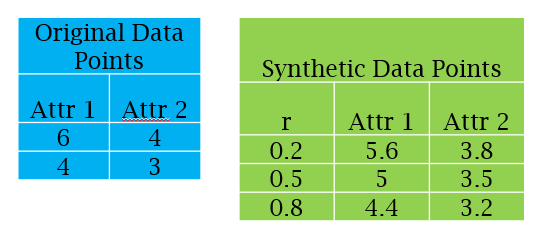 Original Data
Points
Attr 1 Attr 2
6 4
4 3
Synthetic Data Points
r Attr 1 Attr 2
0.2 5.6 3.8
0.5 5 3.5
0.8 4.4 3.2